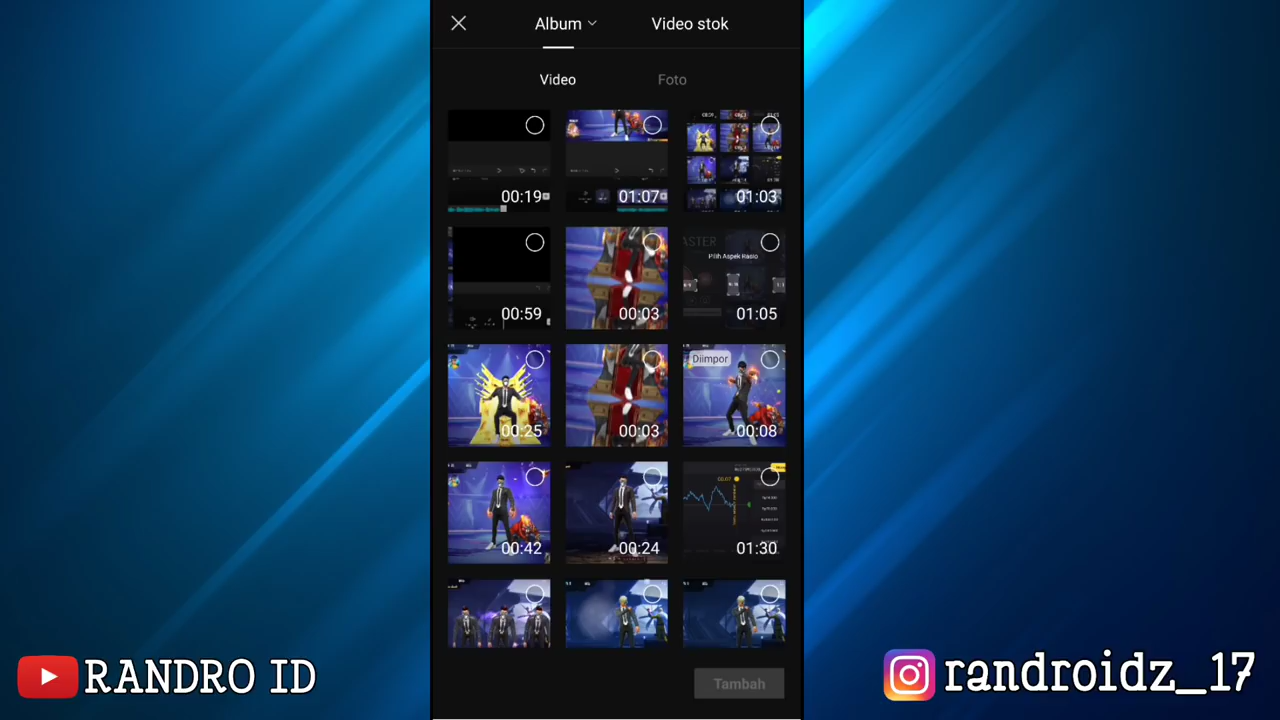 Album
Video stok
Video
Foto
00:19
01:07
01:03
00:59
00:03
Pilih Aspek Rasio
01:05
00:25
00:03
Diimpor
00:08
00:42
00:24
01:30
Tambah
RANDRO ID
randroidz_17